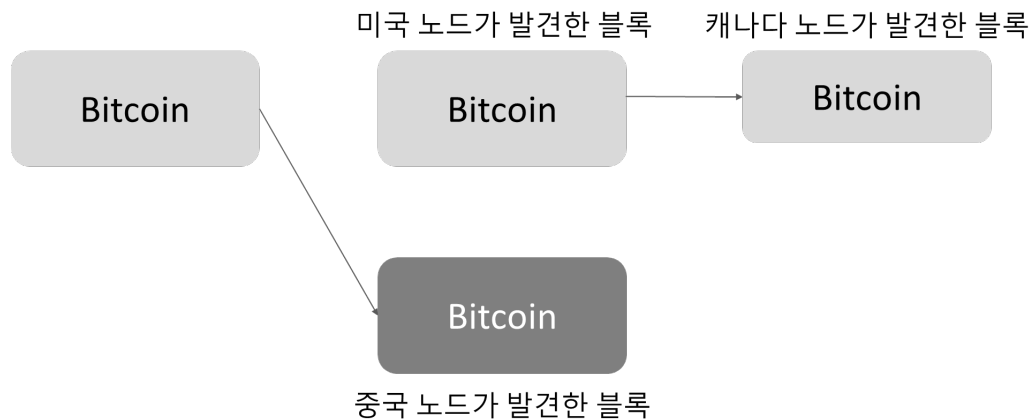 미국 노드가 발견한 블록
캐나다 노드가 발견한 블록
Bitcoin
Bitcoin
Bitcoin
Bitcoin
중국 노드가 발견한 블록